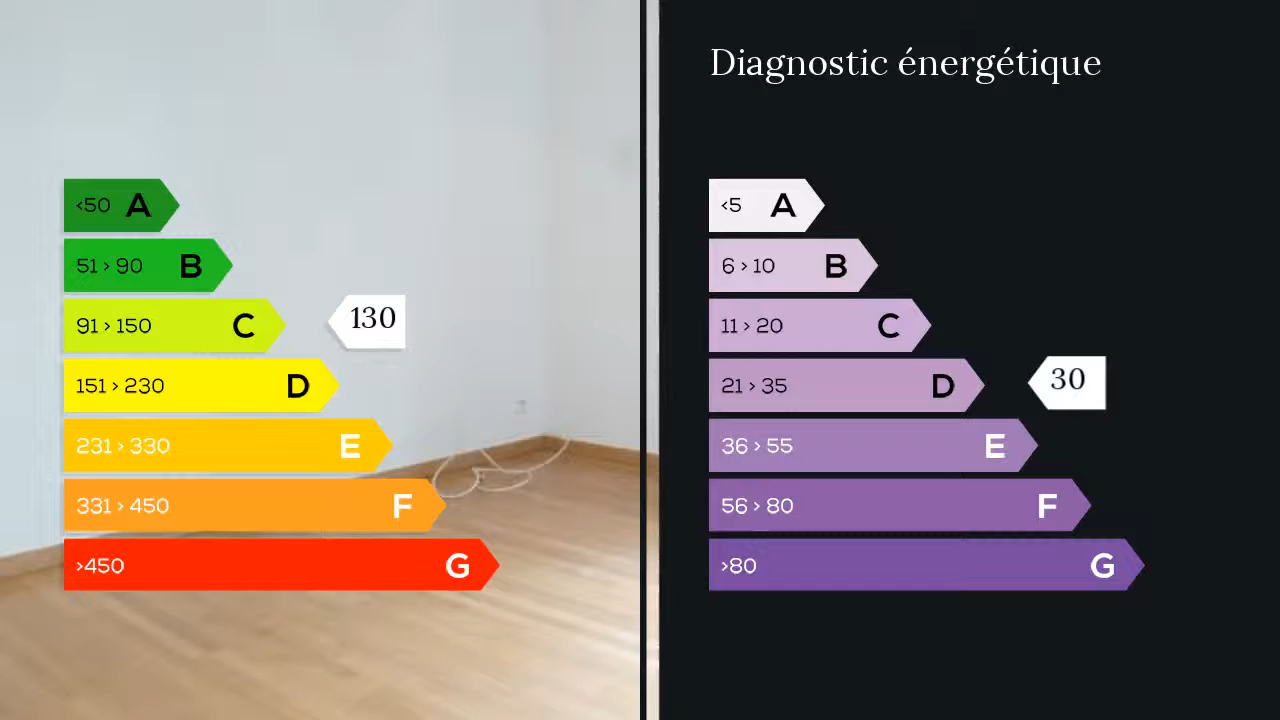 Diagnostic énergétique
<50 A
51 > 90 B
91 > 150 C
130
151 > 230 D
231 > 330 E
331 > 450 F
>450 G
<5 A
6 > 10 B
11 > 20 C
21 > 35 D
30
36 > 55 E
56 > 80 F
>80 G